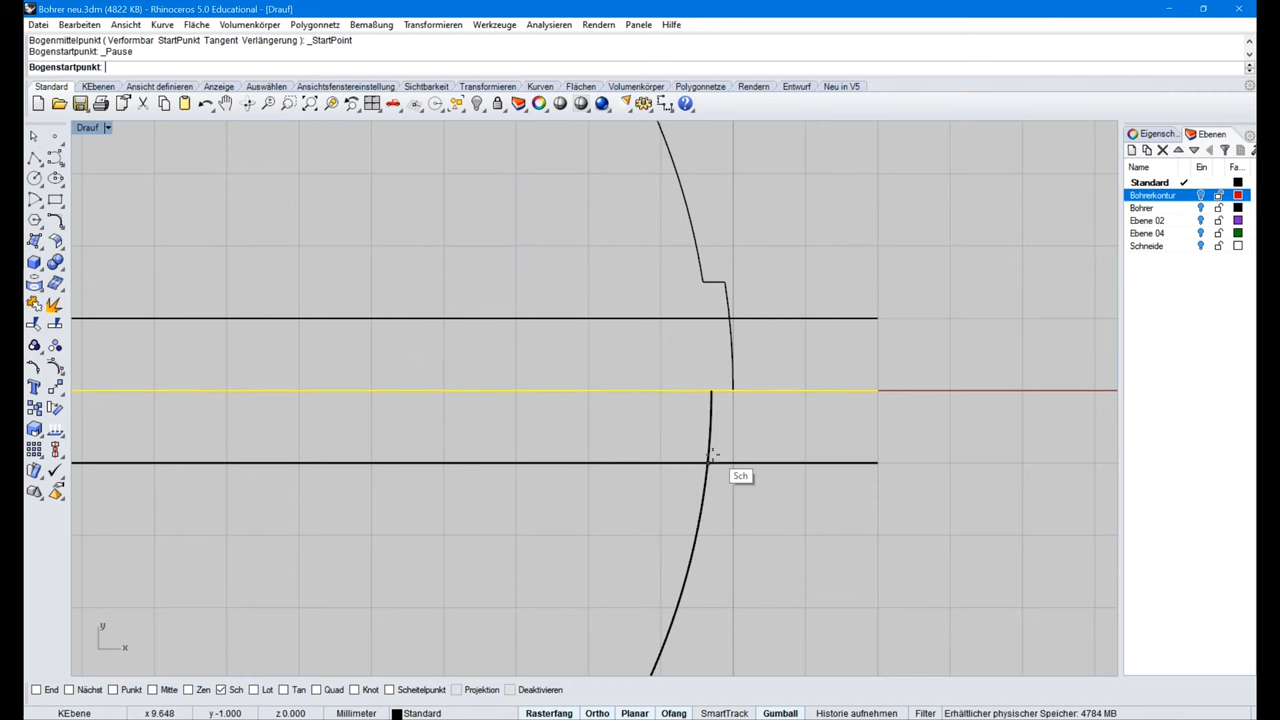 Bohrer neu.3dm (4822 KB) - Rhinoceros 5.0 Educational - [Drauf]
Datei Bearbeiten Ansicht Kurve Fläche Volumenkörper Polygonnetz Bemaßung Transformieren Werkzeuge Analysieren Rendern Panele Hilfe
Bogenmittelpunkt ( Verformbar StartPunkt Tangent Verlängerung ): _StartPoint
Bogenstartpunkt: _Pause
Bogenstartpunkt:
Standard KEbenen Ansicht definieren Anzeige Auswählen Ansichtsfenstereinstellung Sichtbarkeit Transformieren Kurven Flächen Volumenkörper Polygonnetze Rendern Entwurf Neu in V5
Drauf
Eigensch... Ebenen
Name Ein Fa...
Standard
Bohrerkontur
Bohrer
Ebene 02
Ebene 04
Schneide
Sch
y
x
End Nächst Punkt Mitte Zen Sch Lot Tan Quad Knot Scheitelpunkt Projektion Deaktivieren
KEbene x 9.648 y -1.000 z 0.000 Millimeter Standard Rasterfang Ortho Planar Ofang SmartTrack Gumball Historie aufnehmen Filter Erhältlicher physischer Speicher: 4784 MB